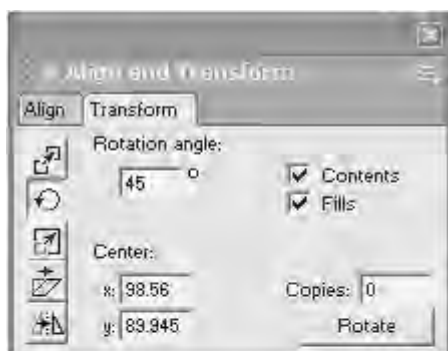 Align and Transform
Align Transform
Rotation angle:
45 °
Contents
Fills
Center:
x: 98.56
Copies: 0
y: 89.945
Rotate